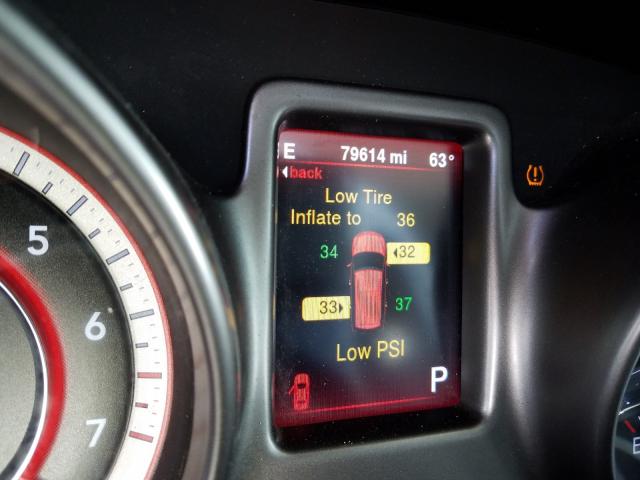 E 79614 mi 63°
back
Low Tire
Inflate to 36
34 32
33 37
Low PSI
P
5
6
7
E